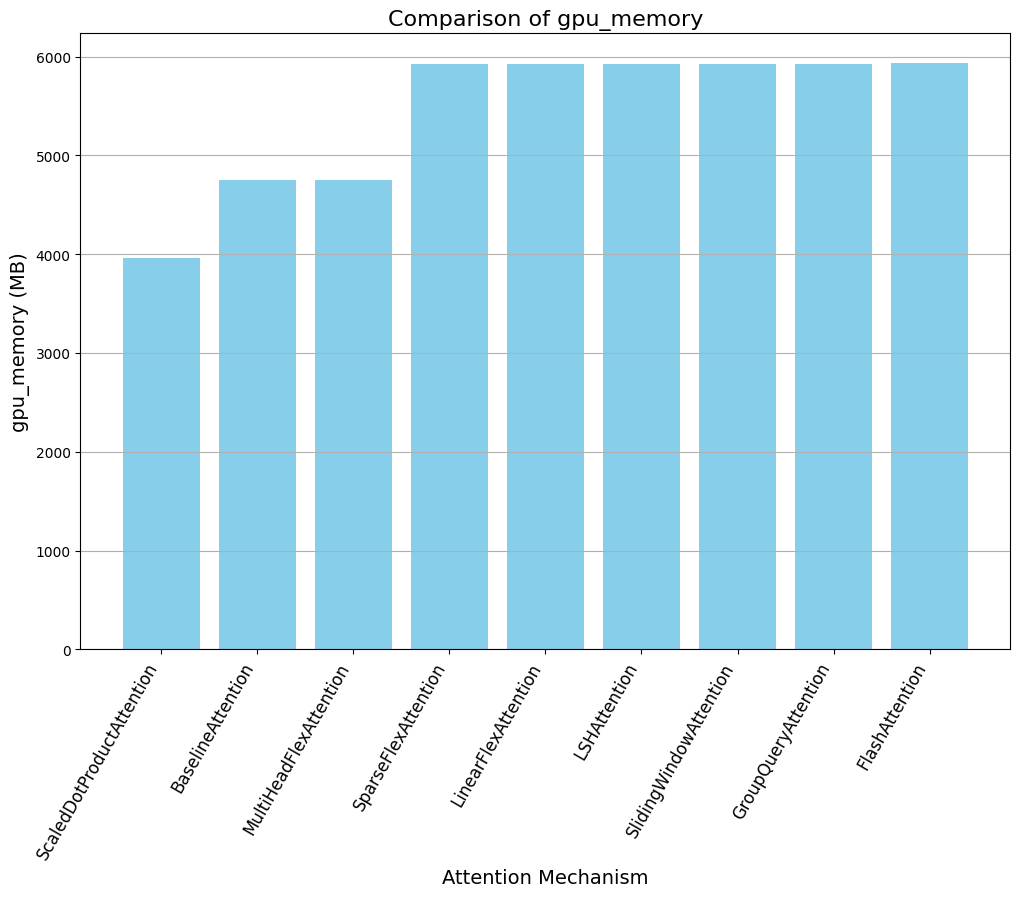 Comparison of gpu_memory
gpu_memory (MB)
6000
5000
4000
3000
2000
1000
0
ScaledDotProductAttention
BaselineAttention
MultiHeadFlexAttention
SparseFlexAttention
LinearFlexAttention
LSHAttention
SlidingWindowAttention
GroupQueryAttention
FlashAttention
Attention Mechanism